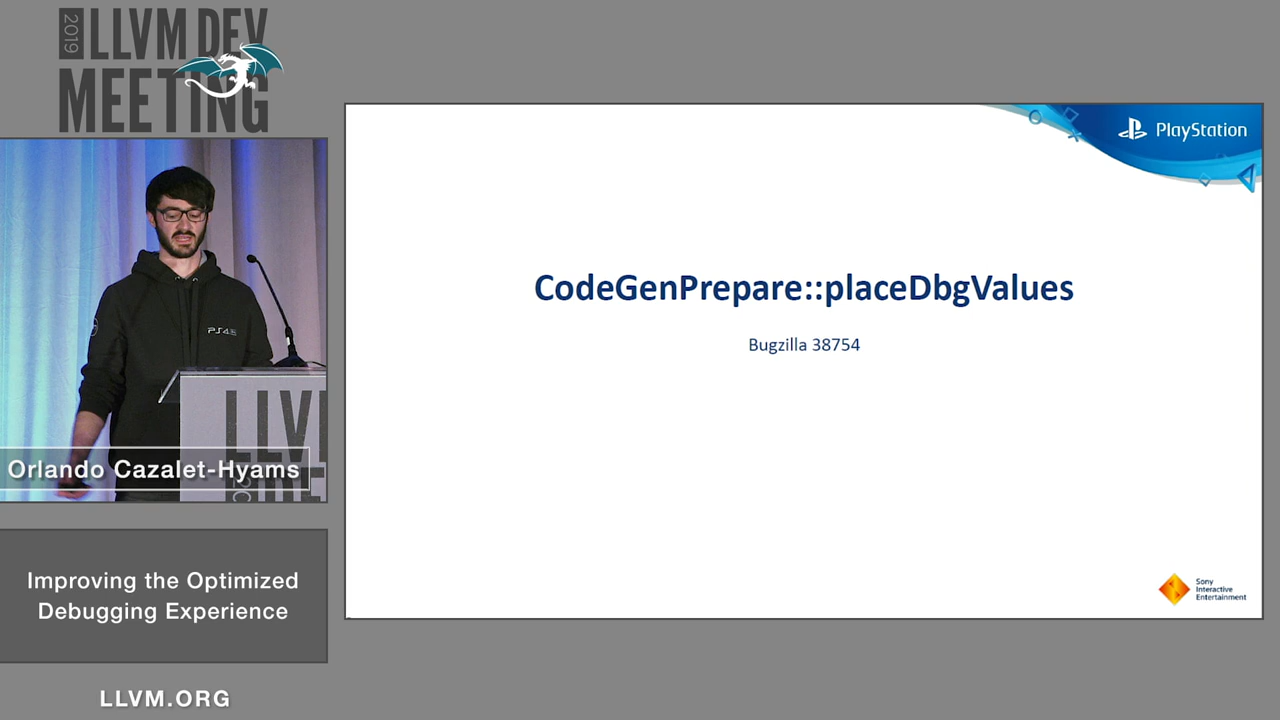 2019 LLVM DEV
MEETING
PlayStation
CodeGenPrepare::placeDbgValues
Bugzilla 38754
PS4
LLVM
Orlando Cazalet-Hyams
Sony
Interactive
Entertainment
Improving the Optimized
Debugging Experience
LLVM.ORG